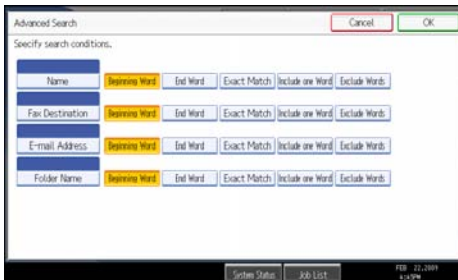 Advanced Search Cancel OK
Specify search conditions.
Name Beginning Word End Word Exact Match Include one Word Exclude Words
Fax Destination Beginning Word End Word Exact Match Include one Word Exclude Words
E-mail Address Beginning Word End Word Exact Match Include one Word Exclude Words
Folder Name Beginning Word End Word Exact Match Include one Word Exclude Words
System Status Job List FEB 22,2009
4:45PM